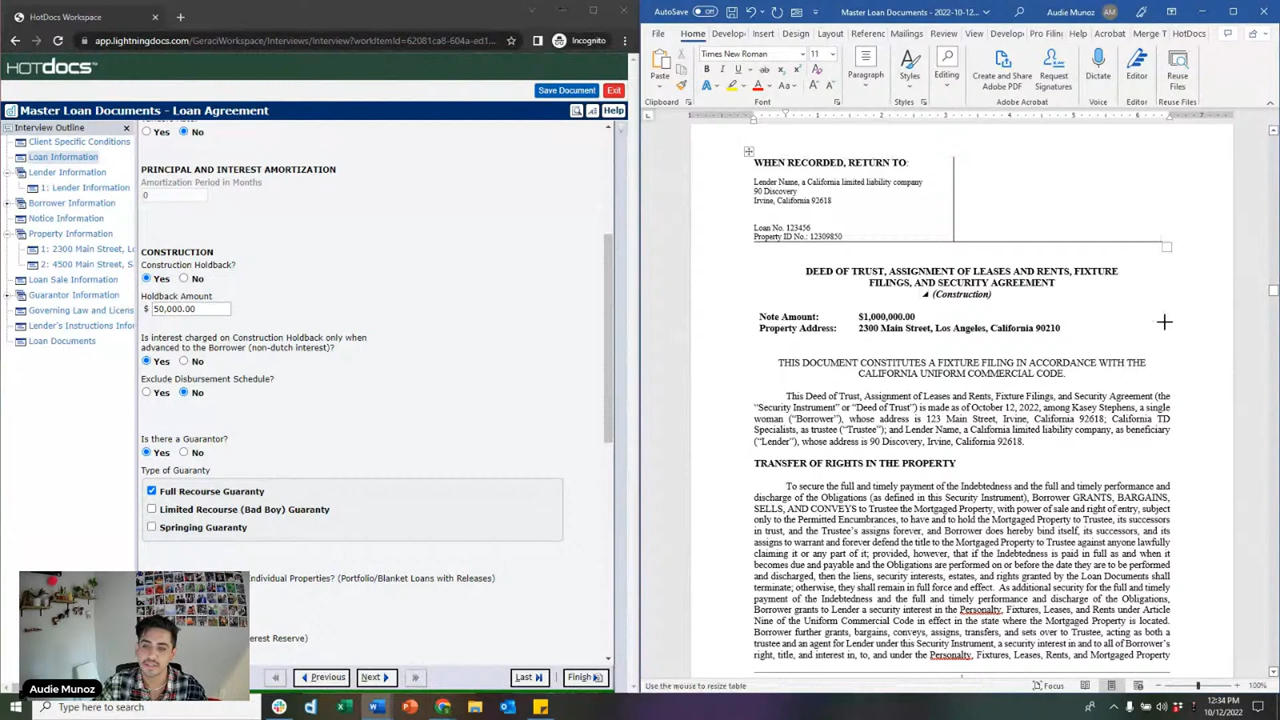 HotDocs Workspace
app.lightningdocs.com/GeraciWorkspace/Interviews/Interview?workItemId=62081ca8-604a-ed1...
Incognito
HOTDOCS
Save Document
Exit
Master Loan Documents - Loan Agreement
Help
Interview Outline
Client Specific Conditions
Loan Information
Lender Information
1: Lender Information
Borrower Information
Notice Information
Property Information
1: 2300 Main Street, Lo
2: 4500 Main Street, S
Loan Sale Information
Guarantor Information
Governing Law and Licens
Lender's Instructions Infor
Loan Documents
Yes No
PRINCIPAL AND INTEREST AMORTIZATION
Amortization Period in Months
0
CONSTRUCTION
Construction Holdback?
Yes No
Holdback Amount
$ 50,000.00
Is interest charged on Construction Holdback only when
advanced to the Borrower (non-dutch interest)?
Yes No
Exclude Disbursement Schedule?
Yes No
Is there a Guarantor?
Yes No
Type of Guaranty
Full Recourse Guaranty
Limited Recourse (Bad Boy) Guaranty
Springing Guaranty
Individual Properties? (Portfolio/Blanket Loans with Releases)
erest Reserve)
Previous
Next
Last
Finish
Audie Munoz
Type here to search
AutoSave Off
Master Loan Documents - 2022-10-12...
Audie Munoz AM
File Home Develop Insert Design Layout Referenc Mailings Review View Develop Pro Filin Help Acrobat Merge T HotDocs
Paste
Clipboard
Times New Roman 11
Font
Paragraph
Styles
Styles
Editing
Create and Share
Adobe PDF
Request
Signatures
Adobe Acrobat
Dictate
Voice
Editor
Editor
Reuse
Files
Reuse Files
WHEN RECORDED, RETURN TO:
Lender Name, a California limited liability company
90 Discovery
Irvine, California 92618
Loan No. 123456
Property ID No.: 12309850
DEED OF TRUST, ASSIGNMENT OF LEASES AND RENTS, FIXTURE
FILINGS, AND SECURITY AGREEMENT
(Construction)
Note Amount: $1,000,000.00
Property Address: 2300 Main Street, Los Angeles, California 90210
THIS DOCUMENT CONSTITUTES A FIXTURE FILING IN ACCORDANCE WITH THE
CALIFORNIA UNIFORM COMMERCIAL CODE.
This Deed of Trust, Assignment of Leases and Rents, Fixture Filings, and Security Agreement (the
“Security Instrument” or “Deed of Trust”) is made as of October 12, 2022, among Kasey Stephens, a single
woman (“Borrower”), whose address is 123 Main Street, Irvine, California 92618; California TD
Specialists, as trustee (“Trustee”); and Lender Name, a California limited liability company, as beneficiary
(“Lender”), whose address is 90 Discovery, Irvine, California 92618.
TRANSFER OF RIGHTS IN THE PROPERTY
To secure the full and timely payment of the Indebtedness and the full and timely performance and
discharge of the Obligations (as defined in this Security Instrument), Borrower GRANTS, BARGAINS,
SELLS, AND CONVEYS to Trustee the Mortgaged Property, with power of sale and right of entry, subject
only to the Permitted Encumbrances, to have and to hold the Mortgaged Property to Trustee, its successors
in trust, and the Trustee’s assigns forever, and Borrower does hereby bind itself, its successors, and its
assigns to warrant and forever defend the title to the Mortgaged Property to Trustee against anyone lawfully
claiming it or any part of it; provided, however, that if the Indebtedness is paid in full as and when it
becomes due and payable and the Obligations are performed on or before the date they are to be performed
and discharged, then the liens, security interests, estates, and rights granted by the Loan Documents shall
terminate; otherwise, they shall remain in full force and effect. As additional security for the full and timely
payment of the Indebtedness and the full and timely performance and discharge of the Obligations,
Borrower grants to Lender a security interest in the Personalty, Fixtures, Leases, and Rents under Article
Nine of the Uniform Commercial Code in effect in the state where the Mortgaged Property is located.
Borrower further grants, bargains, conveys, assigns, transfers, and sets over to Trustee, acting as both a
trustee and an agent for Lender under this Security Instrument, a security interest in and to all of Borrower’s
right, title, and interest in, to, and under the Personalty, Fixtures, Leases, Rents, and Mortgaged Property
Use the mouse to resize table
Focus
100%
12:34 PM
10/12/2022